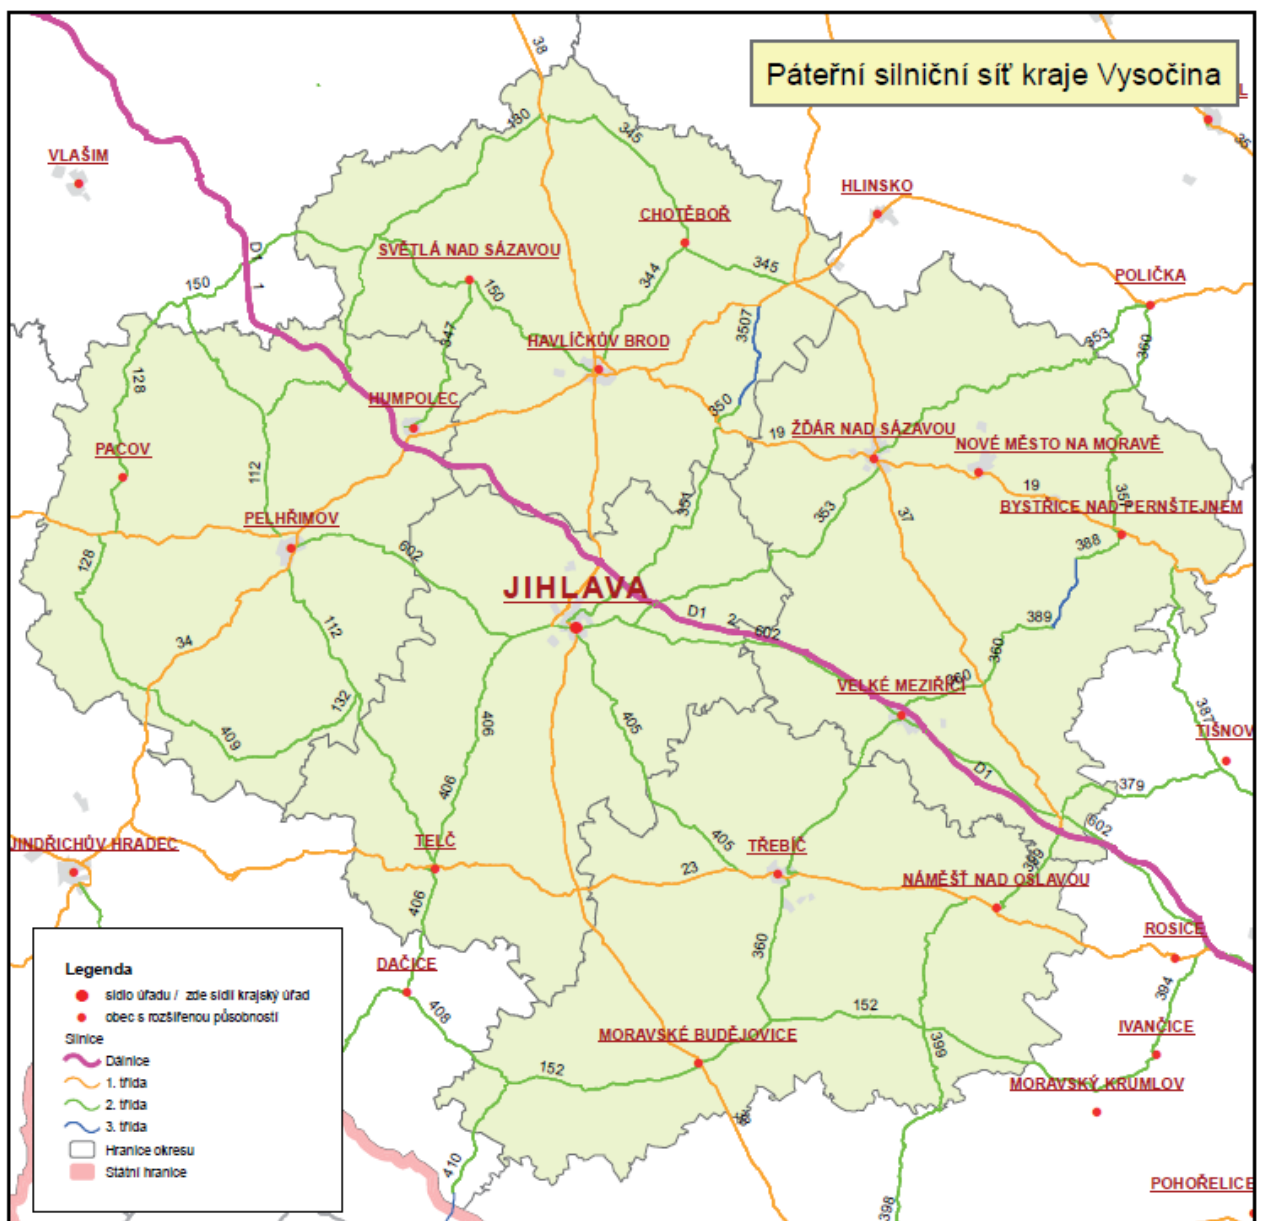 Páteřní silniční síť kraje Vysočina
L
38
35
VLAŠIM
180
345
HLINSKO
CHOTĚBOŘ
D1
1
SVĚTLÁ NAD SÁZAVOU
344
345
POLIČKA
150
150
347
3507
353
360
HAVLÍČKŮV BROD
128
HUMPOLEC
350
19
ŽĎÁR NAD SÁZAVOU
NOVÉ MĚSTO NA MORAVĚ
PACOV
112
19
BYSTŘICE NAD PERNŠTEJNEM
PELHŘIMOV
351
353
37
388
128
602
JIHLAVA
D1
2
602
389
34
112
360
132
VELKÉ MEZIŘÍČÍ
360
387
409
406
405
TIŠNOV
D1
379
406
602
JINDŘICHŮV HRADEC
TELČ
405
TŘEBÍČ
23
NÁMĚŠŤ NAD OSLAVOU
406
ROSICE
360
DAČICE
394
408
152
IVANČICE
MORAVSKÉ BUDĚJOVICE
399
152
MORAVSKÝ KRUMLOV
410
POHOŘELICE
398
Legenda
sídlo úřadu / zde sídlí krajský úřad
obec s rozšířenou působností
Silnice
Dálnice
1. třída
2. třída
3. třída
Hranice okresu
Státní hranice